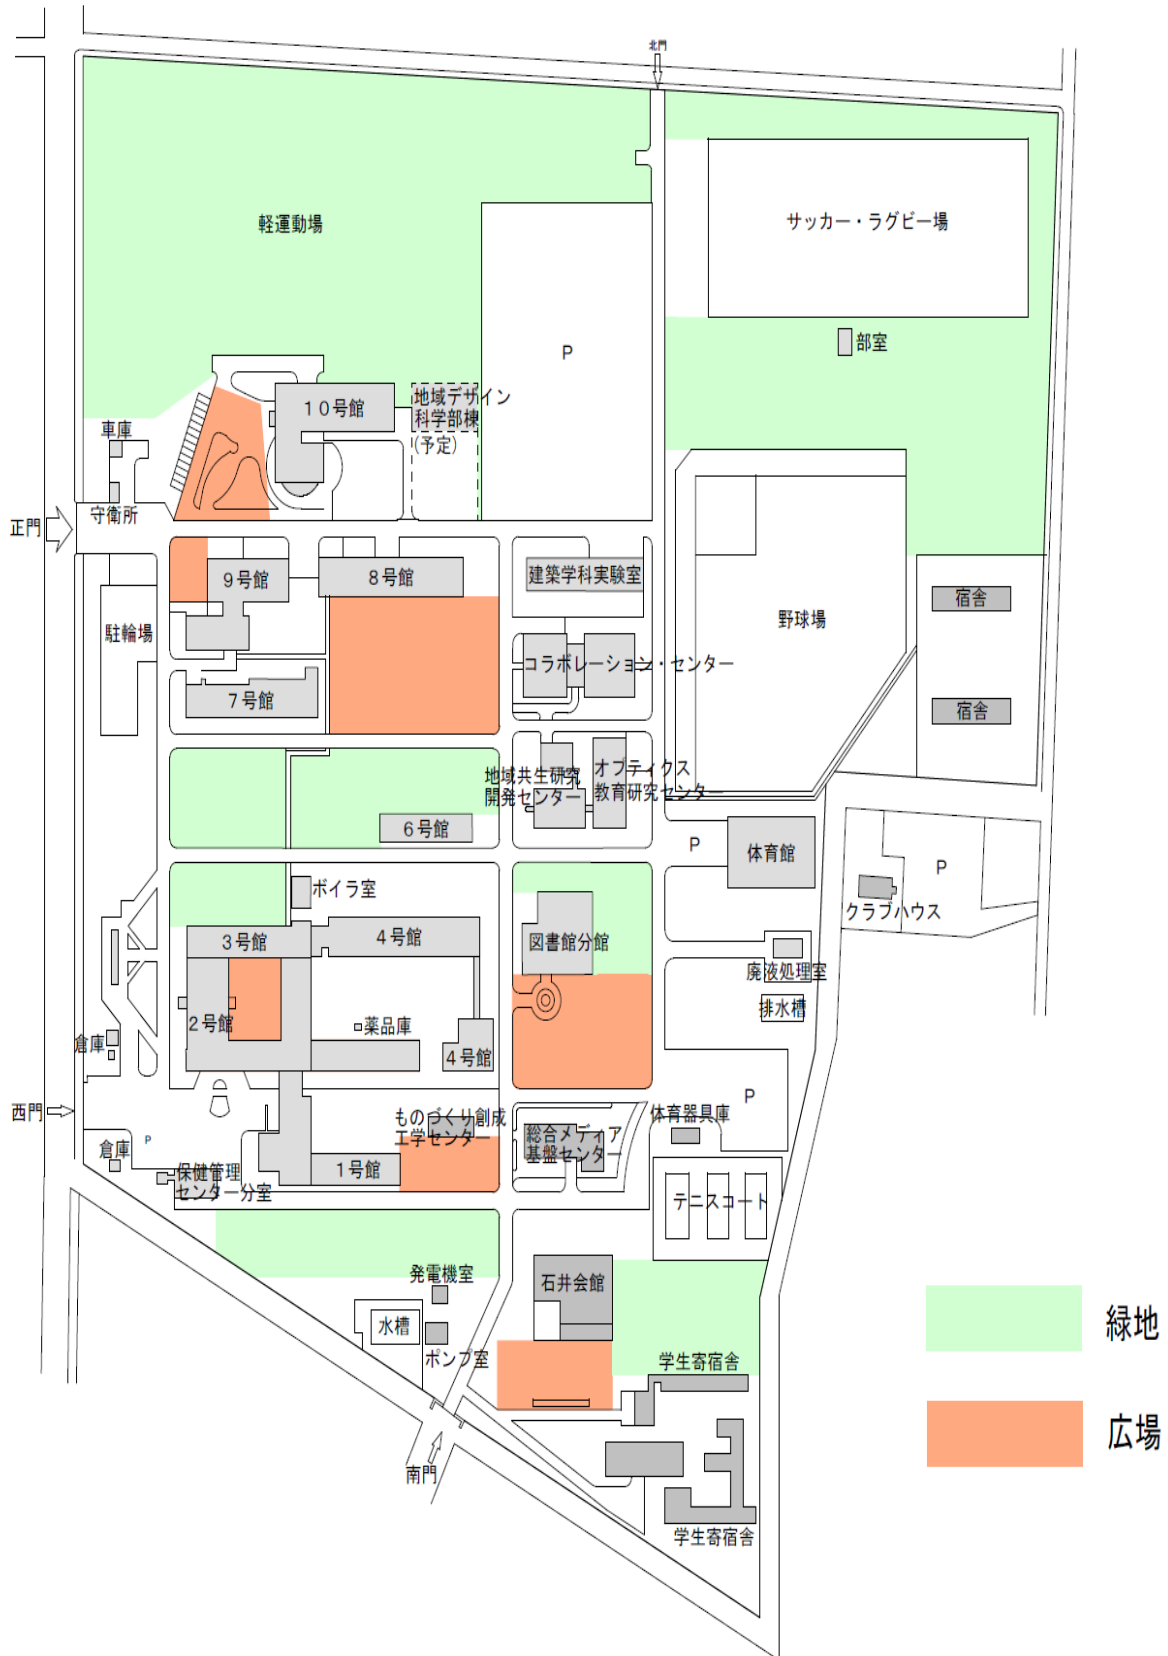 北門
軽運動場
サッカー・ラグビー場
P
部室
10号館
地域デザイン
科学部棟
(予定)
車庫
守衛所
正門
9号館
8号館
建築学科実験室
宿舎
駐輪場
野球場
コラボレーション・センター
7号館
宿舎
地域共生研究
開発センター
オプティクス
教育研究センター
6号館
P
体育館
P
クラブハウス
ボイラ室
3号館
4号館
図書館分館
廃液処理室
排水槽
2号館
薬品庫
4号館
倉庫
西門
P
倉庫
ものづくり創成
工学センター
総合メディア
基盤センター
P
体育器具庫
1号館
保健管理
センター分室
テニスコート
発電機室
石井会館
水槽
ポンプ室
学生寄宿舎
緑地
広場
南門
学生寄宿舎